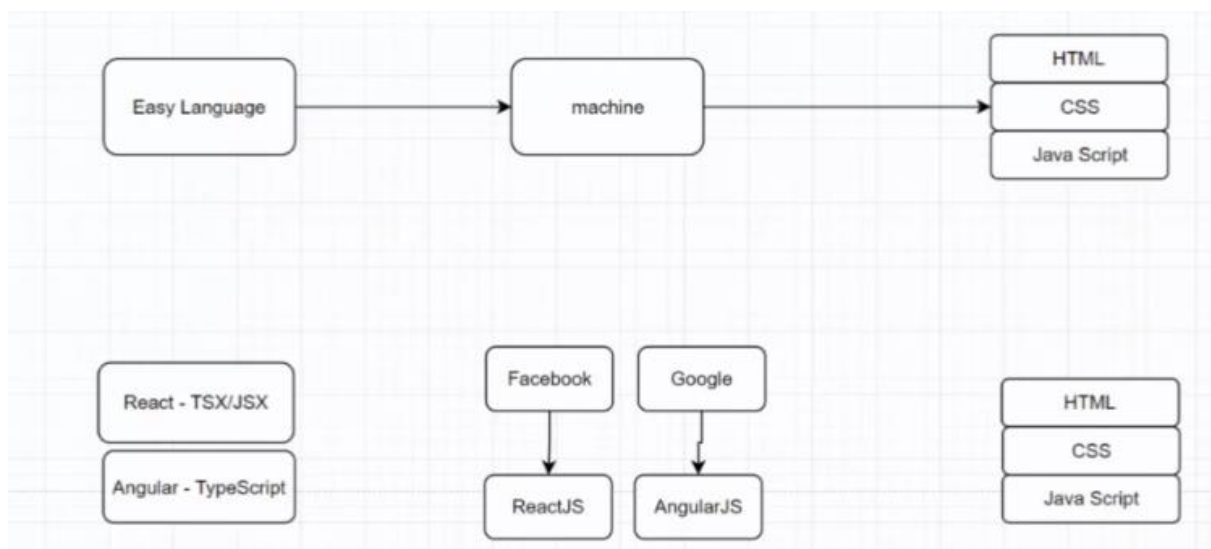 Easy Language
machine
HTML
CSS
Java Script
React - TSX/JSX
Angular - TypeScript
Facebook
Google
ReactJS
AngularJS
HTML
CSS
Java Script